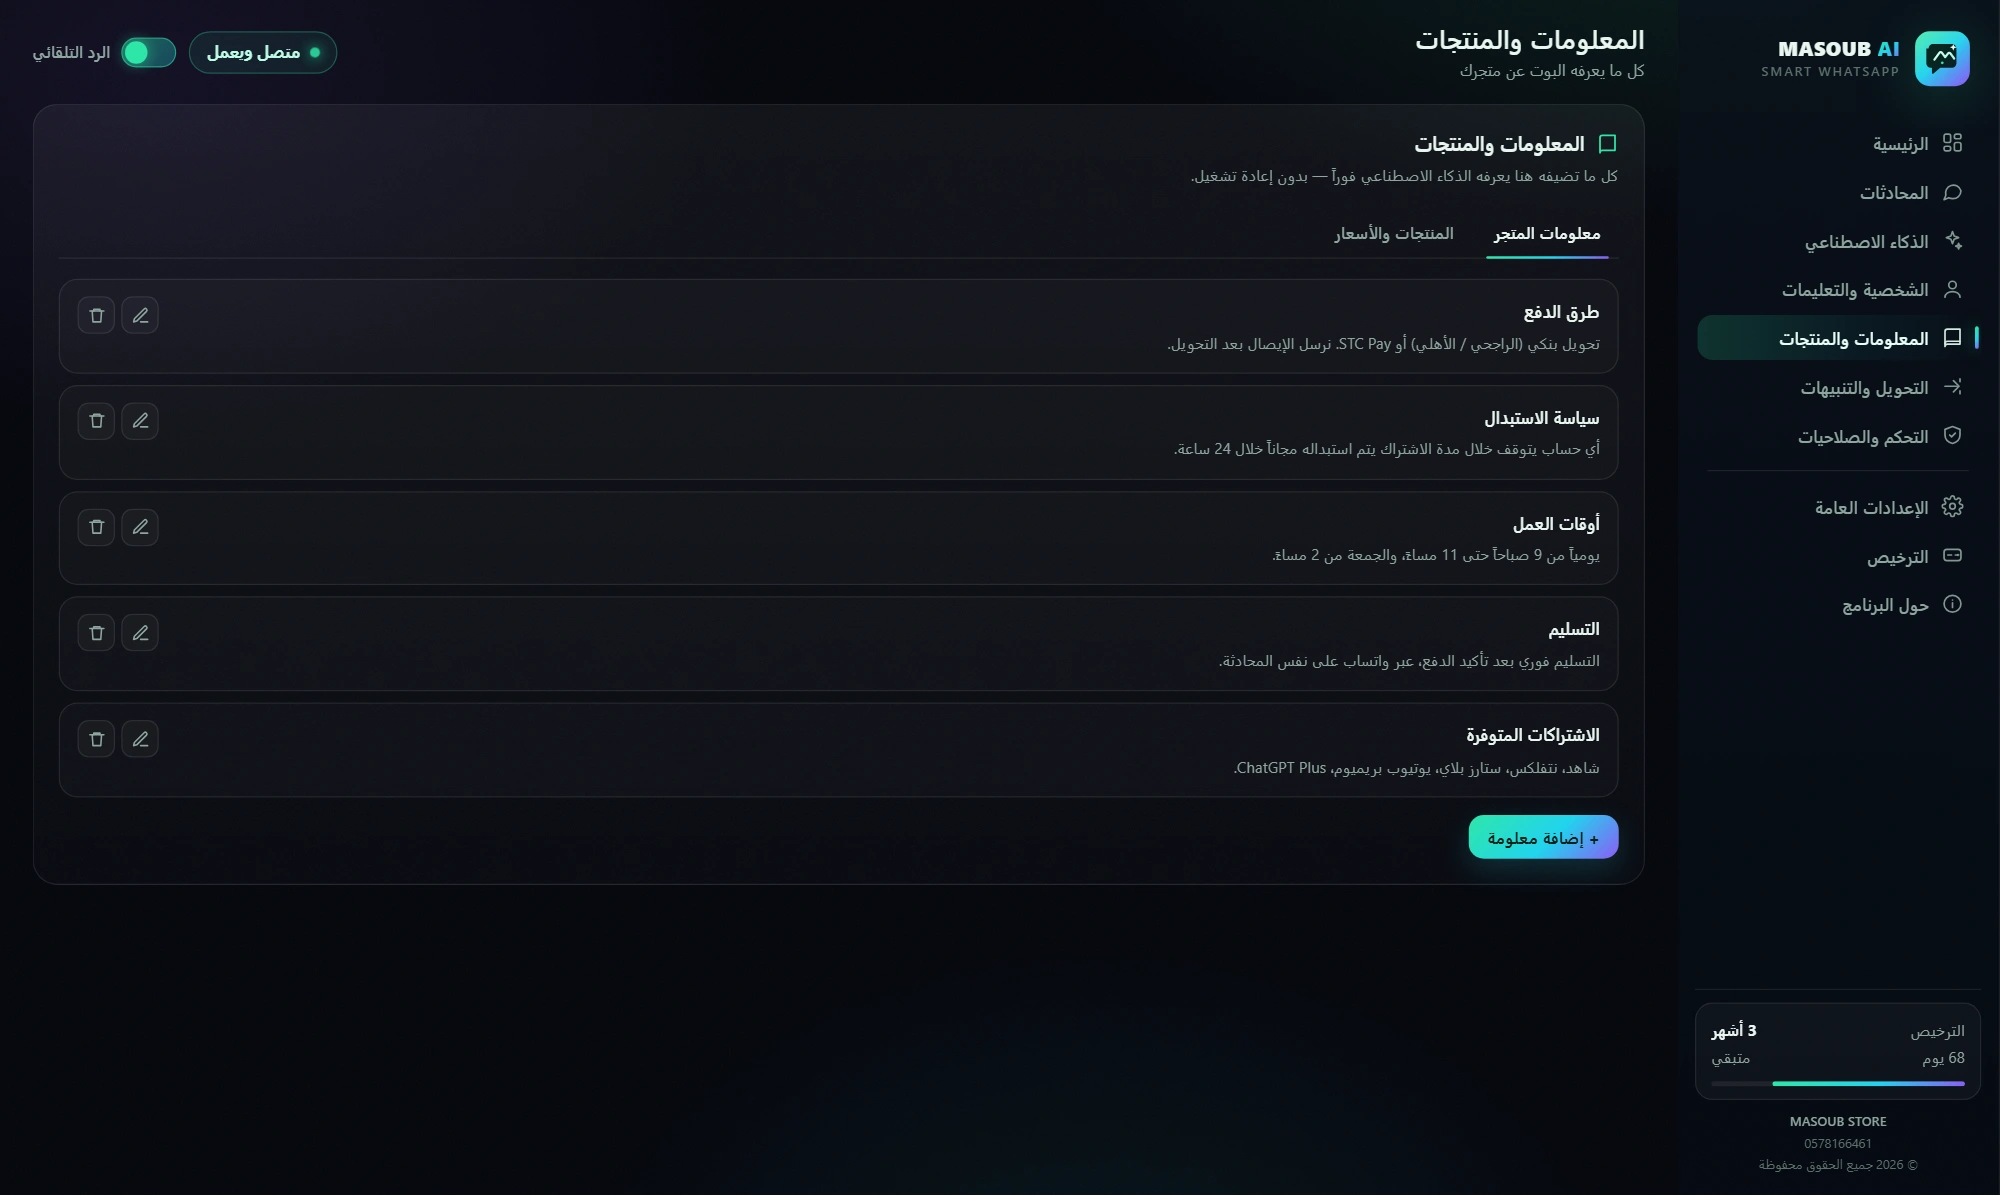 MASOUB AI
SMART WHATSAPP
الرئيسية
المحادثات
الذكاء الاصطناعي
الشخصية والتعليمات
المعلومات والمنتجات
التحويل والتنبيهات
التحكم والصلاحيات
الإعدادات العامة
الترخيص
حول البرنامج
الترخيص 3 أشهر
68 يوم متبقي
MASOUB STORE
0578166461
© 2026 جميع الحقوق محفوظة
المعلومات والمنتجات
كل ما يعرفه البوت عن متجرك
متصل ويعمل
الرد التلقائي
المعلومات والمنتجات
كل ما تضيفه هنا يعرفه الذكاء الاصطناعي فوراً — بدون إعادة تشغيل.
معلومات المتجر
المنتجات والأسعار
طرق الدفع
تحويل بنكي (الراجحي / الأهلي) أو STC Pay. نرسل الإيصال بعد التحويل.
سياسة الاستبدال
أي حساب يتوقف خلال مدة الاشتراك يتم استبداله مجاناً خلال 24 ساعة.
أوقات العمل
يومياً من 9 صباحاً حتى 11 مساءً، والجمعة من 2 مساءً.
التسليم
التسليم فوري بعد تأكيد الدفع، عبر واتساب على نفس المحادثة.
الاشتراكات المتوفرة
شاهد، نتفلكس، ستارز بلاي، يوتيوب بريميوم، ChatGPT Plus.
+ إضافة معلومة